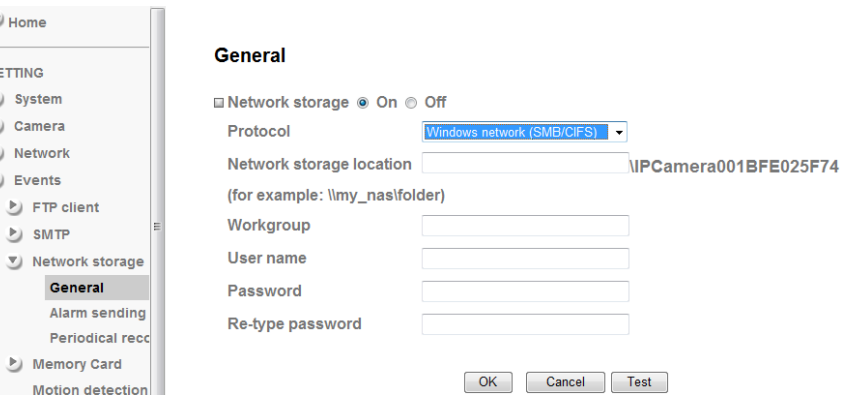 Home
SETTING
System
Camera
Network
Events
FTP client
SMTP
Network storage
General
Alarm sending
Periodical reco
Memory Card
Motion detection
General
Network storage On Off
Protocol Windows network (SMB/CIFS)
Network storage location \IPCamera001BFE025F74
(for example: \\my_nas\folder)
Workgroup
User name
Password
Re-type password
OK Cancel Test